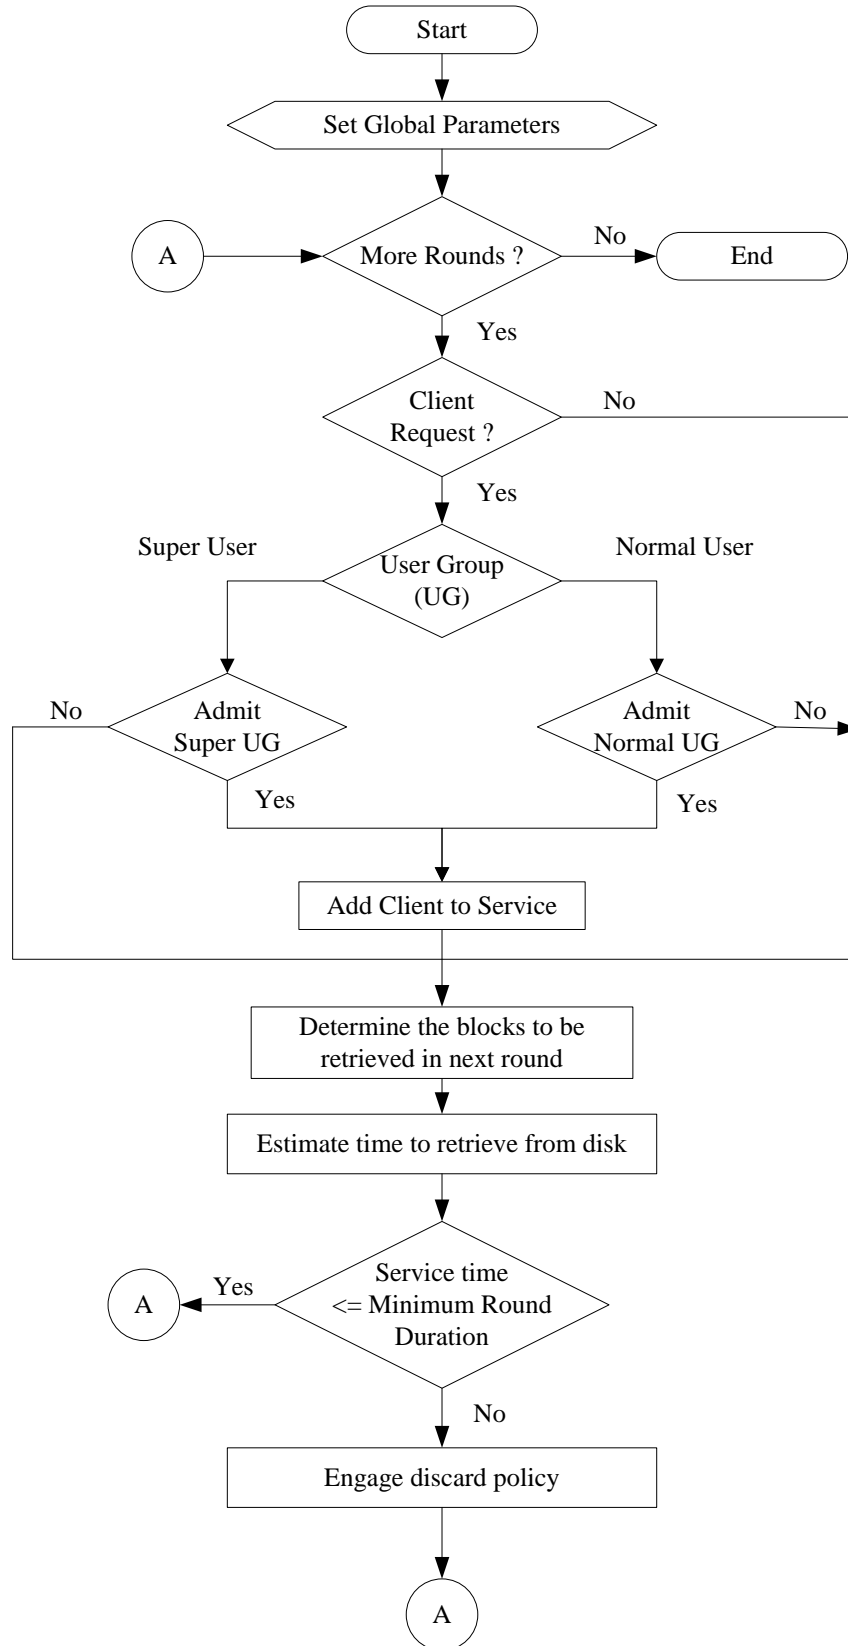 Start
Set Global Parameters
A
More Rounds ?
No
End
Yes
Client
Request ?
No
Yes
Super User
User Group
(UG)
Normal User
No
Admit
Super UG
Admit
Normal UG
No
Yes
Yes
Add Client to Service
Determine the blocks to be
retrieved in next round
Estimate time to retrieve from disk
A
Yes
Service time
<= Minimum Round
Duration
No
Engage discard policy
A